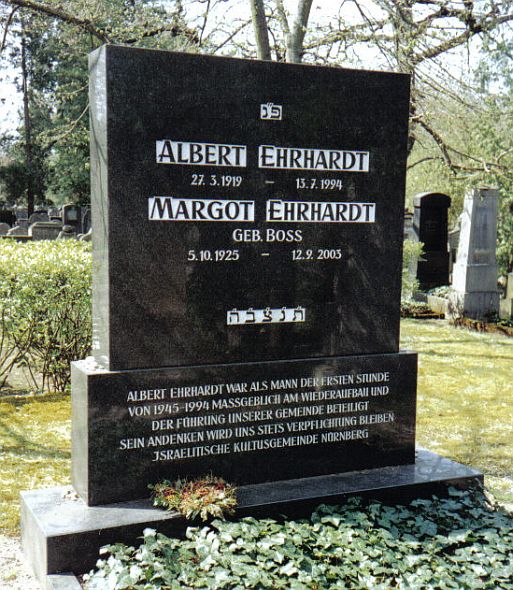 פ״נ
ALBERT EHRHARDT
27.3.1919 – 13.7.1994
MARGOT EHRHARDT
GEB. BOSS
5.10.1925 – 12.9.2003
ת׳נ׳צ׳ב׳ה׳
ALBERT EHRHARDT WAR ALS MANN DER ERSTEN STUNDE
VON 1945-1994 MASSGEBLICH AM WIEDERAUFBAU UND
DER FÜHRUNG UNSERER GEMEINDE BETEILIGT
SEIN ANDENKEN WIRD UNS STETS VERPFLICHTUNG BLEIBEN
JSRAELITISCHE KULTUSGEMEINDE NÜRNBERG